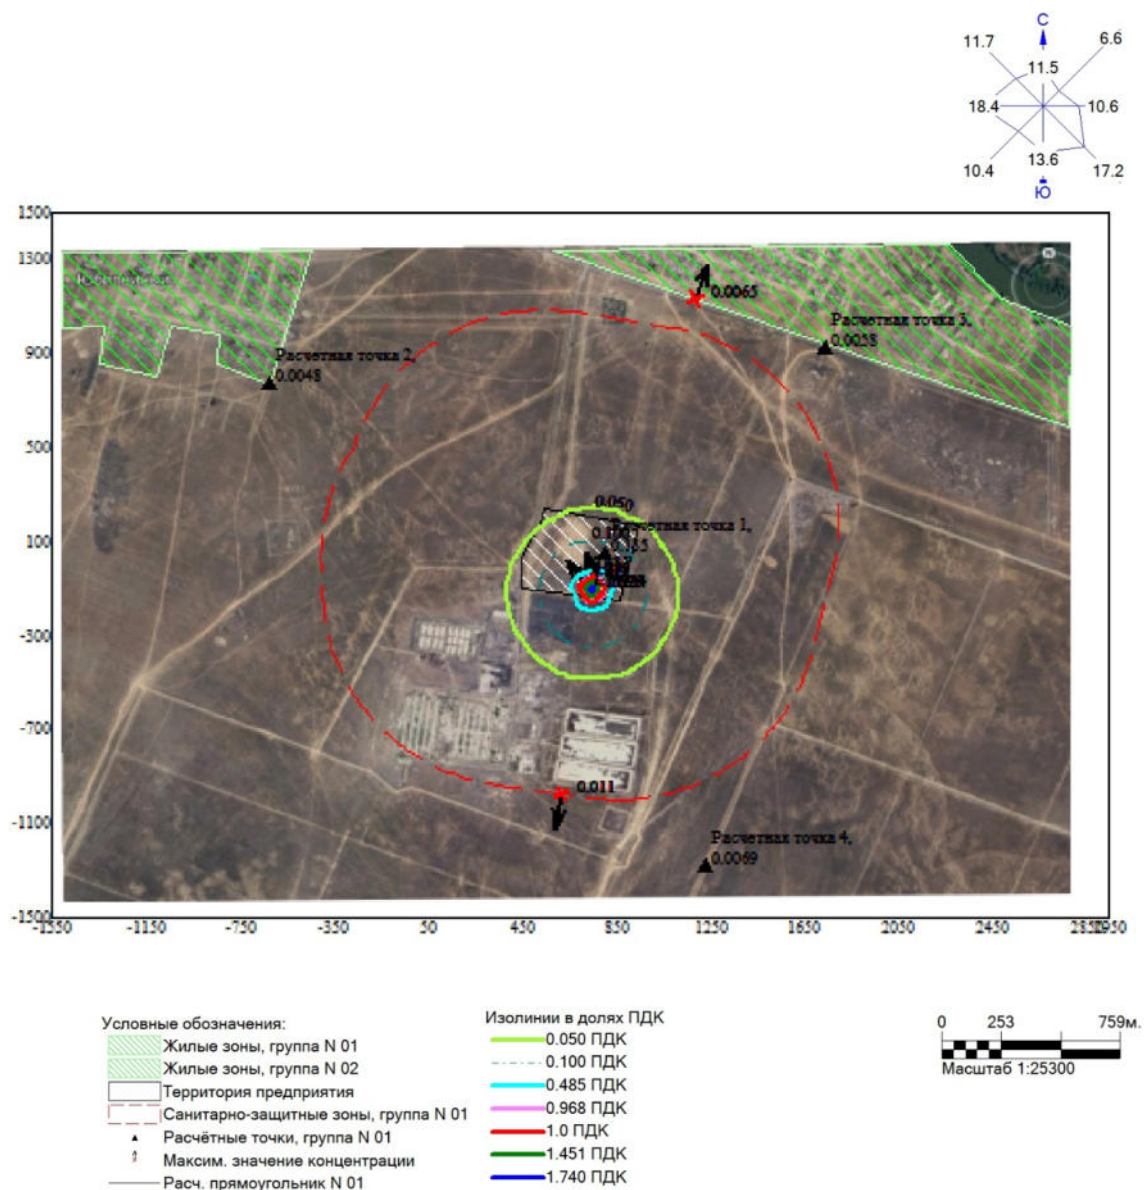 С
11.7
6.6
11.5
18.4
10.6
13.6
10.4
17.2
Ю
1500
1300
900
500
100
-300
-700
-1100
-1500
0.0065
Расчетная точка 3,
0.0058
Расчетная точка 2,
0.0048
0.050
Расчетная точка 1,
0.011
Расчетная точка 4,
0.0069
-1550
-1150
-750
-350
50
450
850
1250
1650
2050
2450
2850
2950
Условные обозначения:
Жилые зоны, группа N 01
Жилые зоны, группа N 02
Территория предприятия
Санитарно-защитные зоны, группа N 01
Расчётные точки, группа N 01
Максим. значение концентрации
Расч. прямоугольник N 01
Изолинии в долях ПДК
0.050 ПДК
0.100 ПДК
0.485 ПДК
0.968 ПДК
1.0 ПДК
1.451 ПДК
1.740 ПДК
0 253 759м.
Масштаб 1:25300